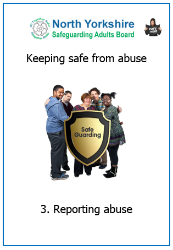 North Yorkshire
Safeguarding Adults Board
Keeping safe from abuse
Safe
Guarding
3. Reporting abuse